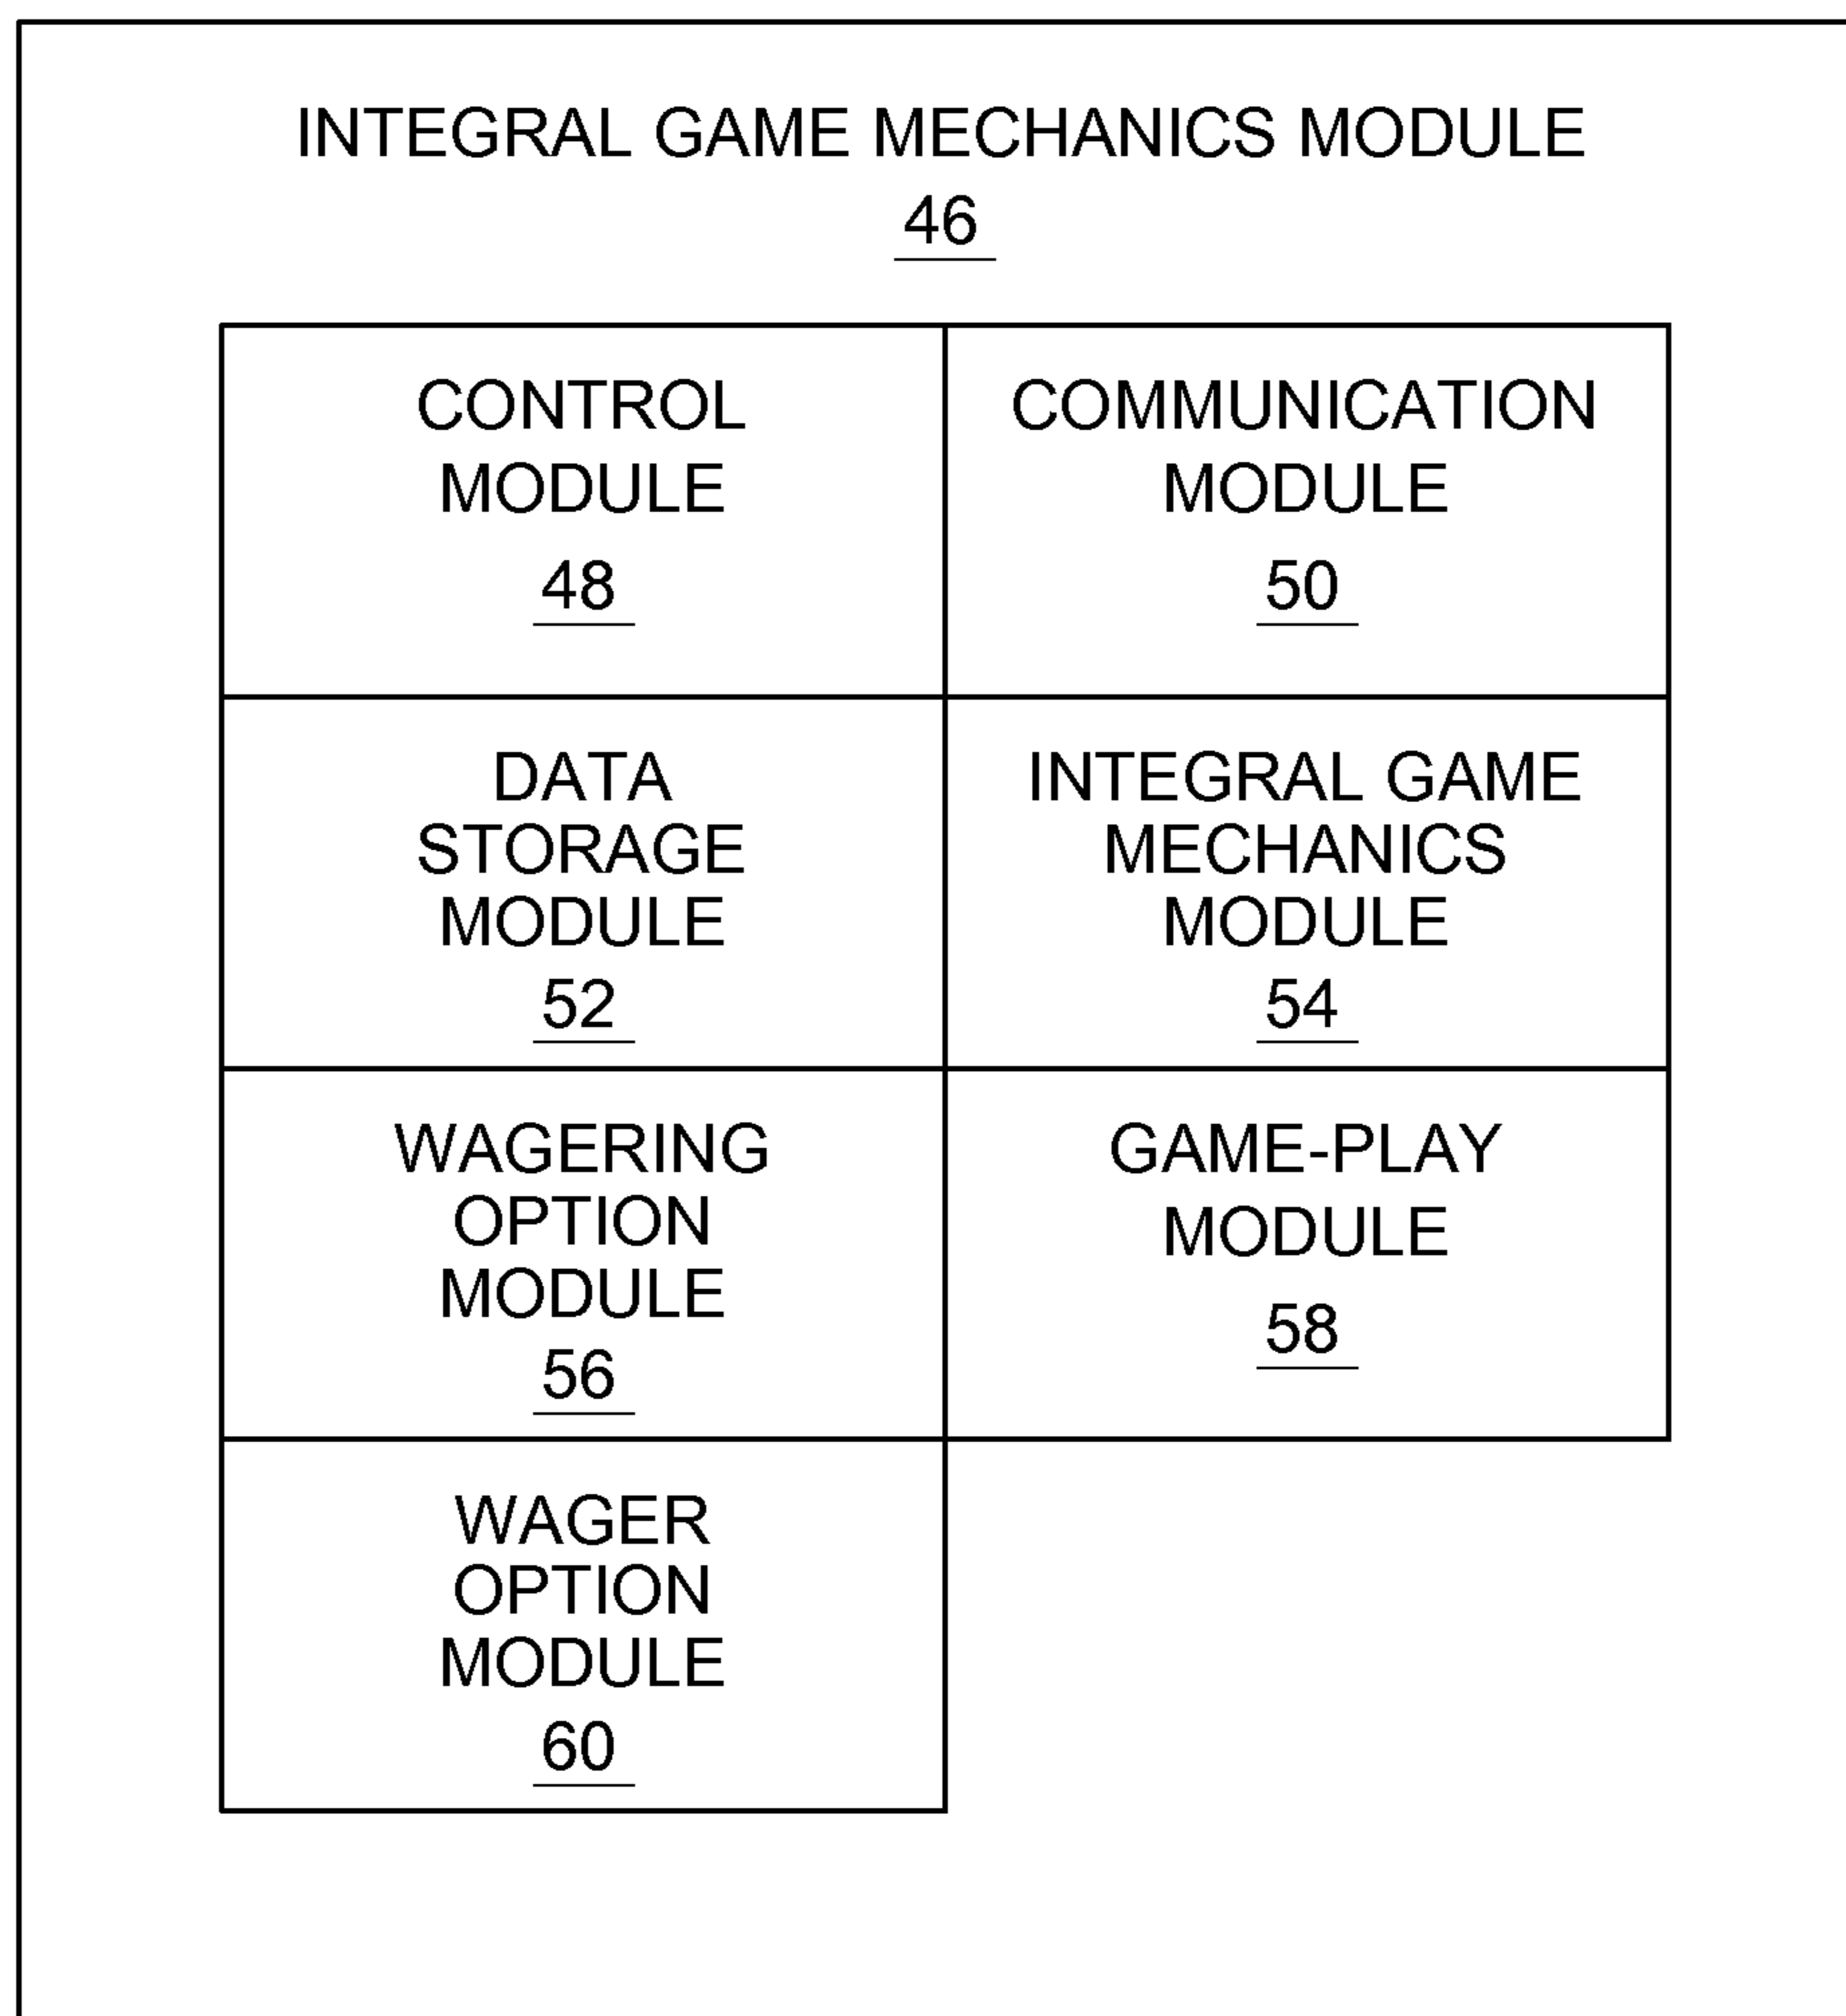 INTEGRAL GAME MECHANICS MODULE
46
CONTROL
MODULE
48
COMMUNICATION
MODULE
50
DATA
STORAGE
MODULE
52
INTEGRAL GAME
MECHANICS
MODULE
54
WAGERING
OPTION
MODULE
56
GAME-PLAY
MODULE
58
WAGER
OPTION
MODULE
60